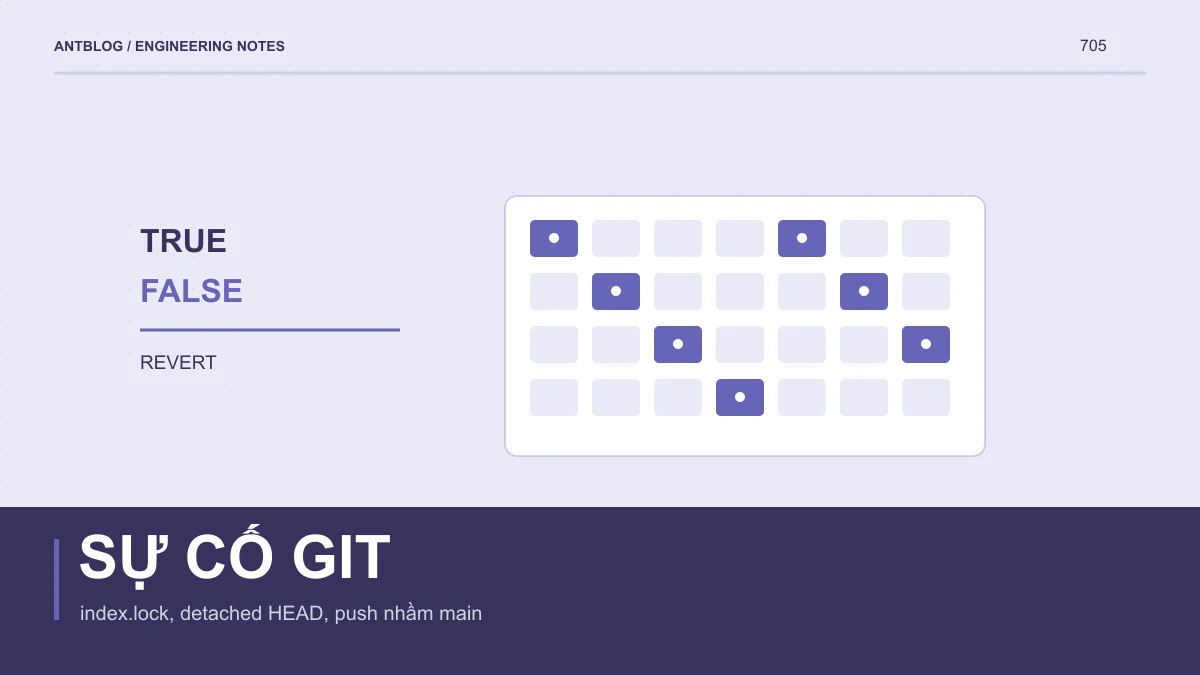 ANTBLOG / ENGINEERING NOTES
705
TRUE
FALSE
REVERT
SỰ CỐ GIT
index.lock, detached HEAD, push nhầm main